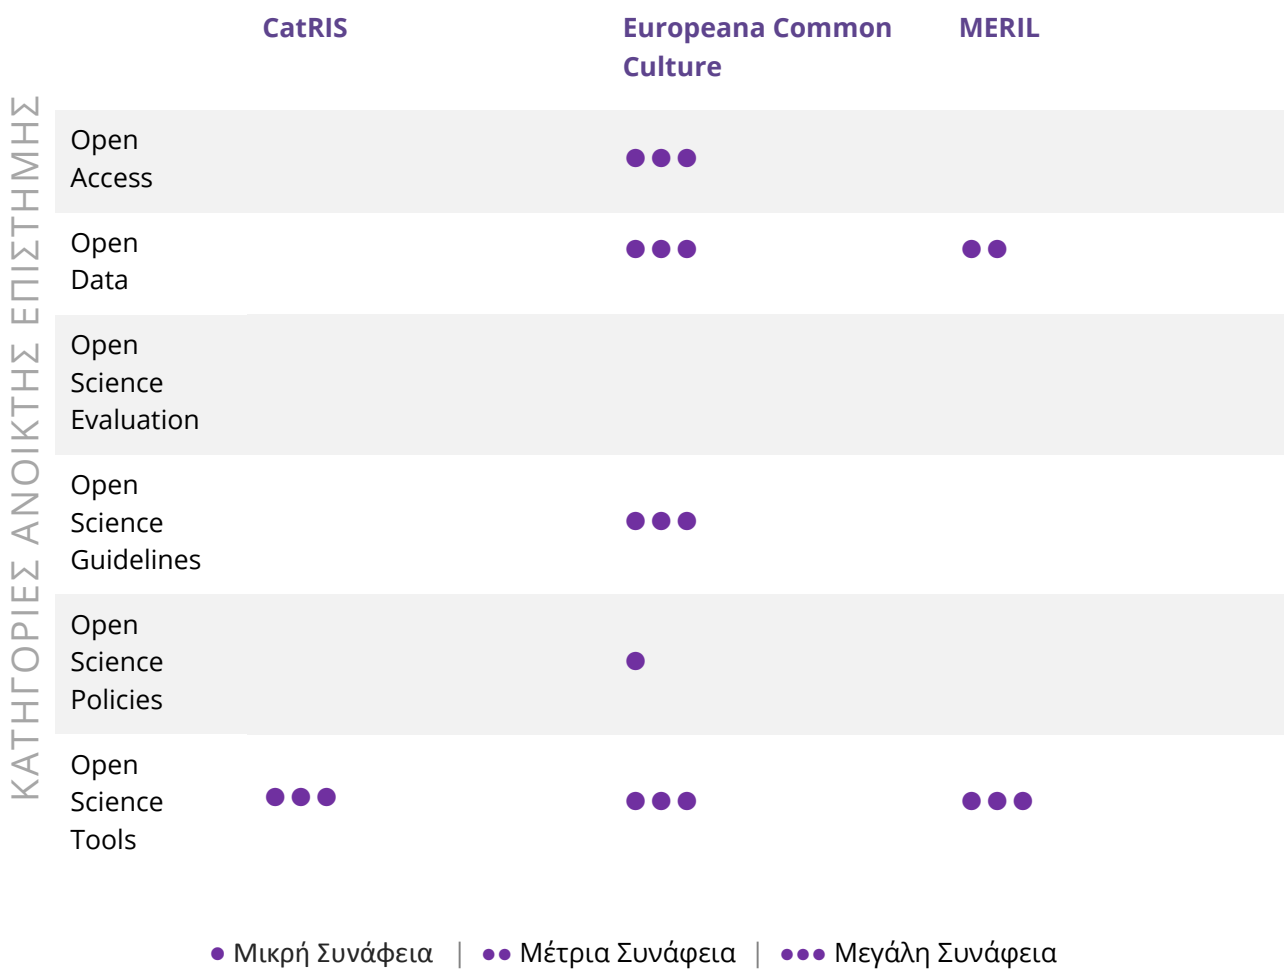 CatRIS Europeana Common MERIL
Culture
ΚΑΤΗΓΟΡΙΕΣ ΑΝΟΙΚΤΗΣ ΕΠΙΣΤΗΜΗΣ
Open
Access ●●●
Open
Data ●●● ●●
Open
Science
Evaluation
Open
Science ●●●
Guidelines
Open
Science ●
Policies
Open
Science ●●● ●●● ●●●
Tools
● Μικρή Συνάφεια | ●● Μέτρια Συνάφεια | ●●● Μεγάλη Συνάφεια